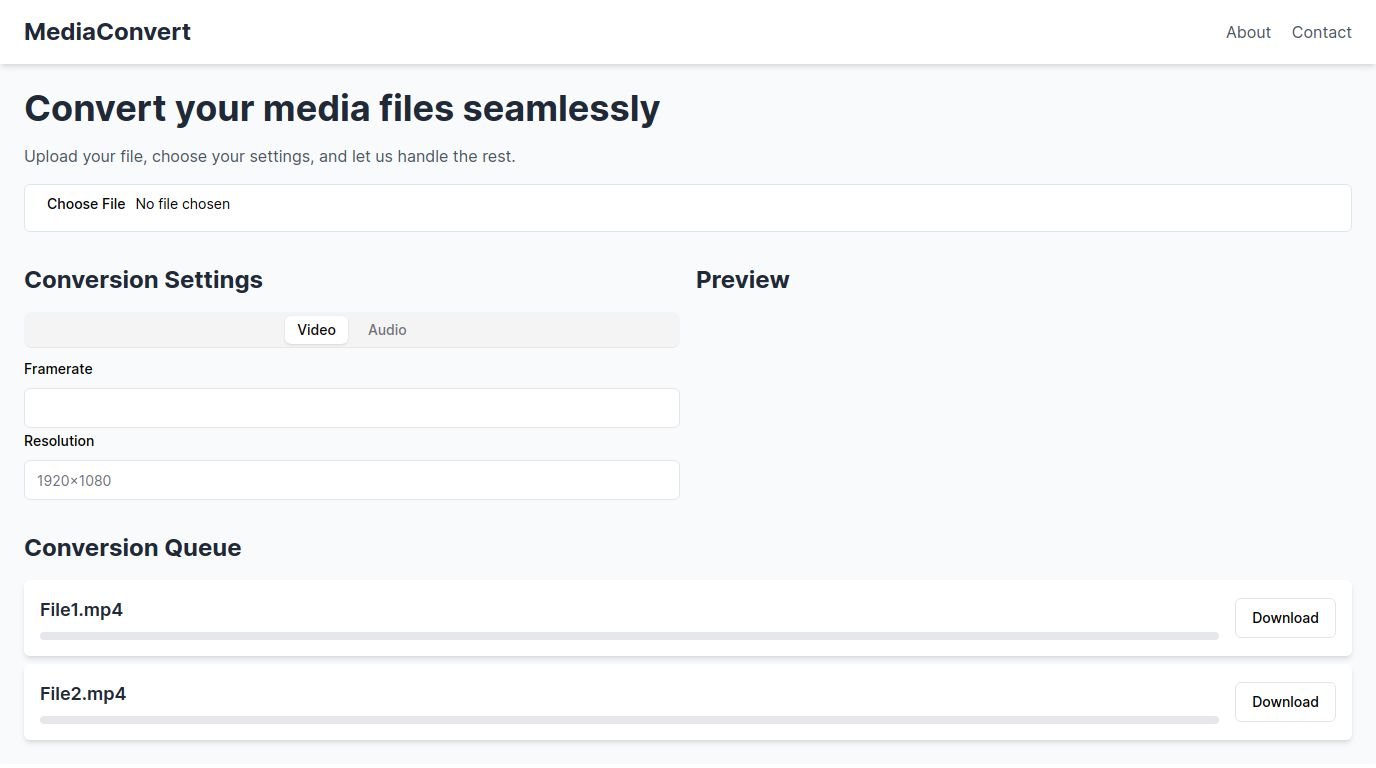 MediaConvert
About Contact
Convert your media files seamlessly
Upload your file, choose your settings, and let us handle the rest.
Choose File No file chosen
Conversion Settings
Preview
Video Audio
Framerate
Resolution
1920x1080
Conversion Queue
File1.mp4
Download
File2.mp4
Download